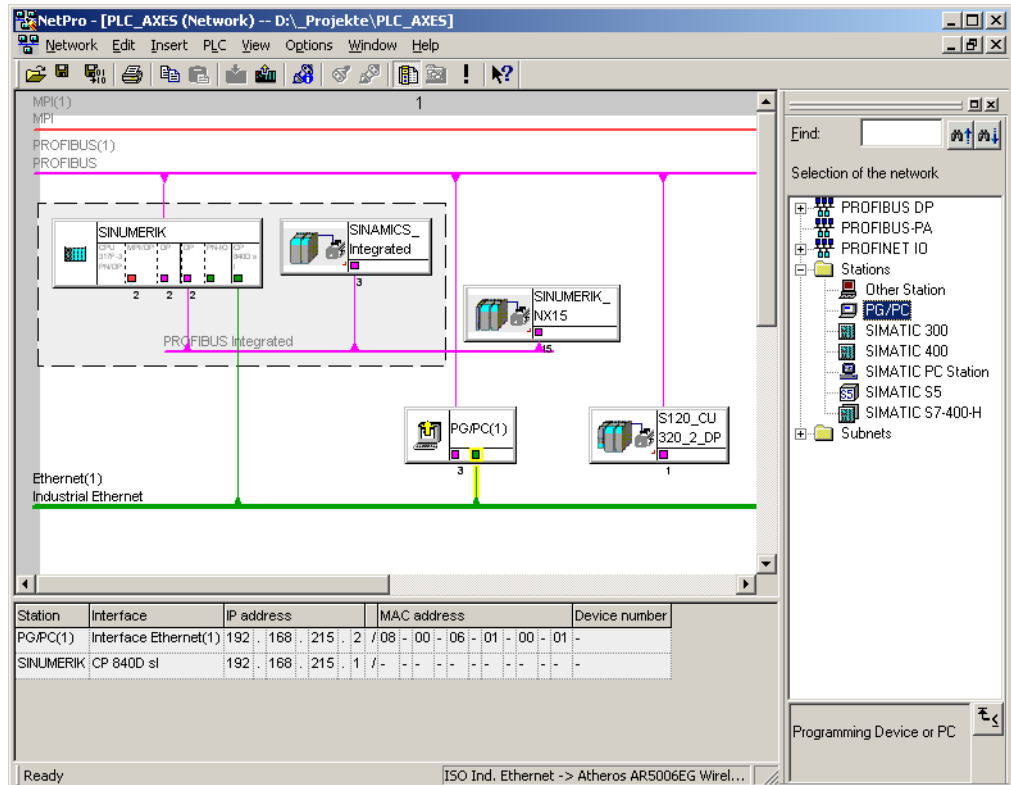 NetPro - [PLC_AXES (Network) -- D:\_Projekte\PLC_AXES]
Network Edit Insert PLC View Options Window Help
MPI(1)
1
MPI
PROFIBUS(1)
PROFIBUS
SINUMERIK
CPU 317F-3 PN/DP
MPI/DP
DP
DP
PN-IO
CP 840D s l
2 2 2
SINAMICS_
Integrated
3
SINUMERIK_
NX15
15
PROFIBUS Integrated
PG/PC(1)
3
S120_CU
320_2_DP
1
Ethernet(1)
Industrial Ethernet
Station Interface IP address MAC address Device number
PG/PC(1) Interface Ethernet(1) 192 . 168 . 215 . 2 / 08 - 00 - 06 - 01 - 00 - 01 -
SINUMERIK CP 840D sl 192 . 168 . 215 . 1 / - - - - - - -
Ready
ISO Ind. Ethernet -> Atheros AR5006EG Wirel...
Find:
Selection of the network
PROFIBUS DP
PROFIBUS-PA
PROFINET IO
Stations
Other Station
PG/PC
SIMATIC 300
SIMATIC 400
SIMATIC PC Station
SIMATIC S5
SIMATIC S7-400-H
Subnets
Programming Device or PC